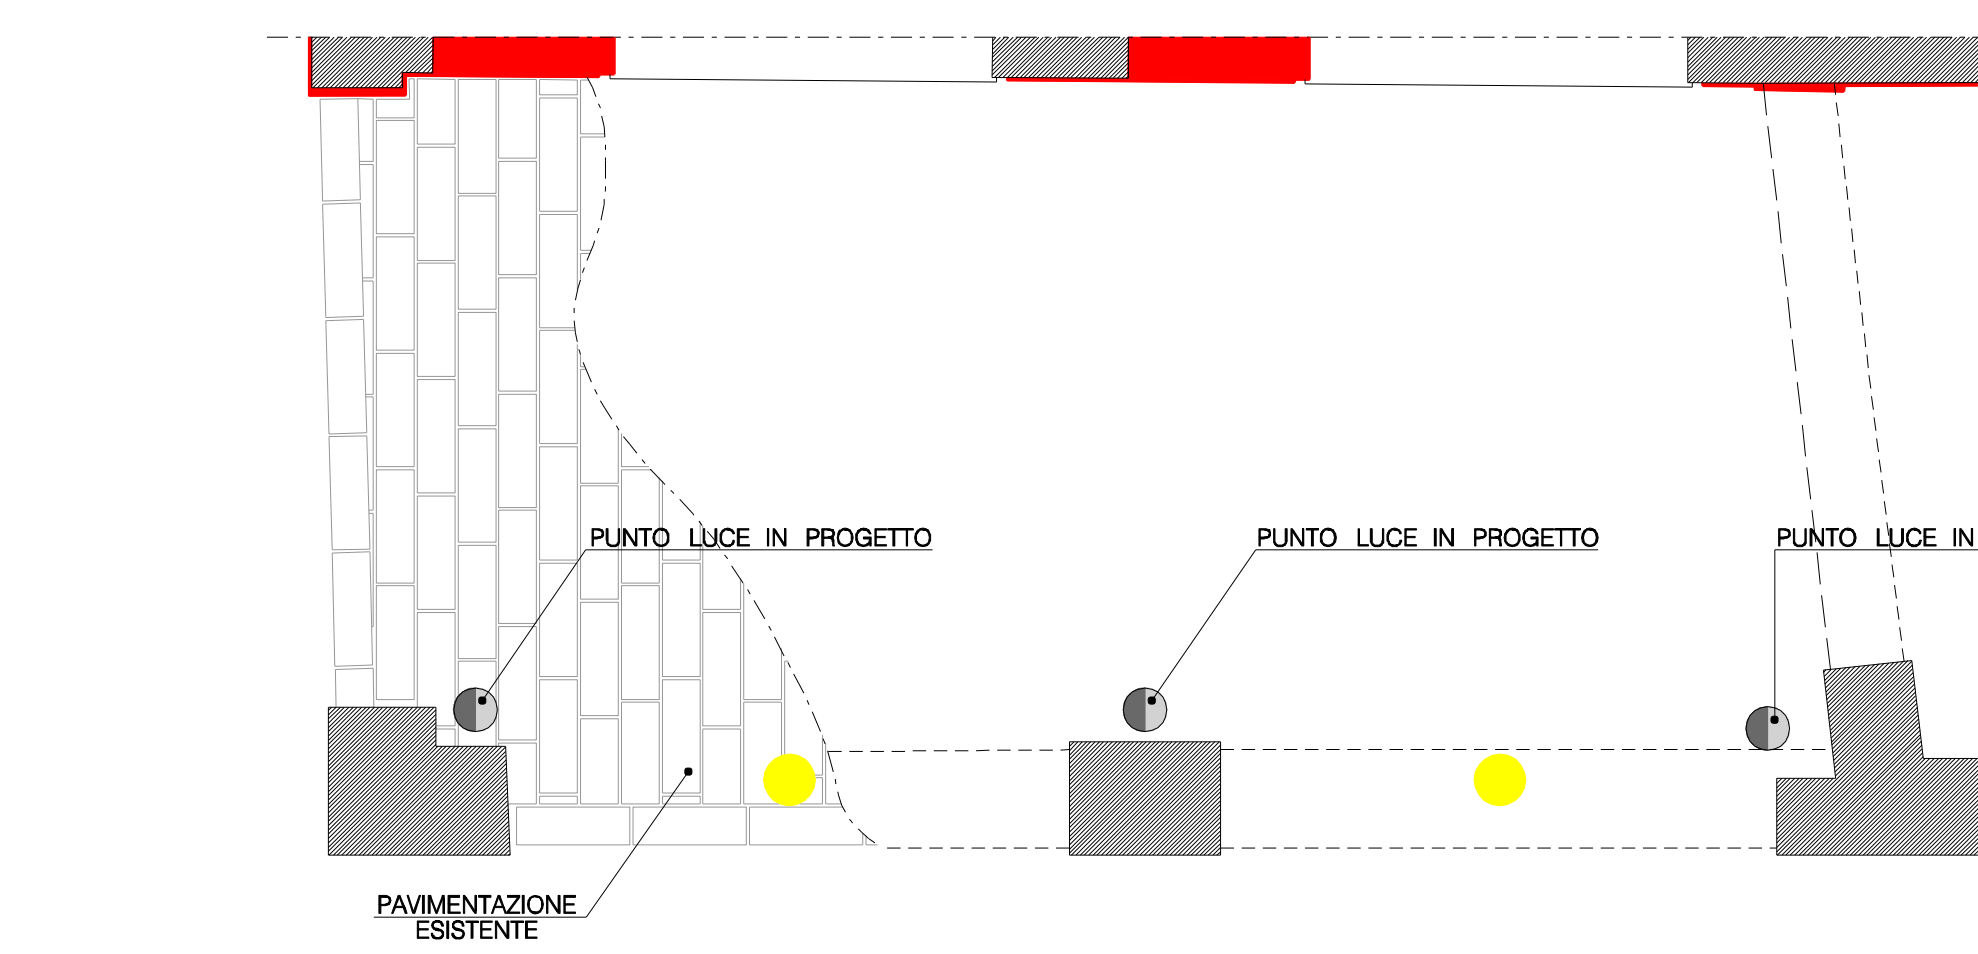 PUNTO LUCE IN PROGETTO
PUNTO LUCE IN PROGETTO
PUNTO LUCE IN
PAVIMENTAZIONE
ESISTENTE